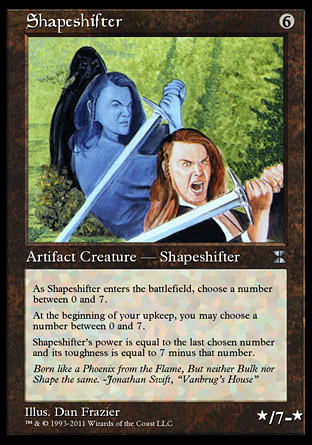 Shapeshifter 6
Artifact Creature — Shapeshifter
As Shapeshifter enters the battlefield, choose a number
between 0 and 7.
At the beginning of your upkeep, you may choose a
number between 0 and 7.
Shapeshifter's power is equal to the last chosen number
and its toughness is equal to 7 minus that number.
Born like a Phoenix from the Flame, But neither Bulk nor
Shape the same. -Jonathan Swift, "Vanbrug's House"
Illus. Dan Frazier
™ & © 1993-2011 Wizards of the Coast LLC
★/7-★